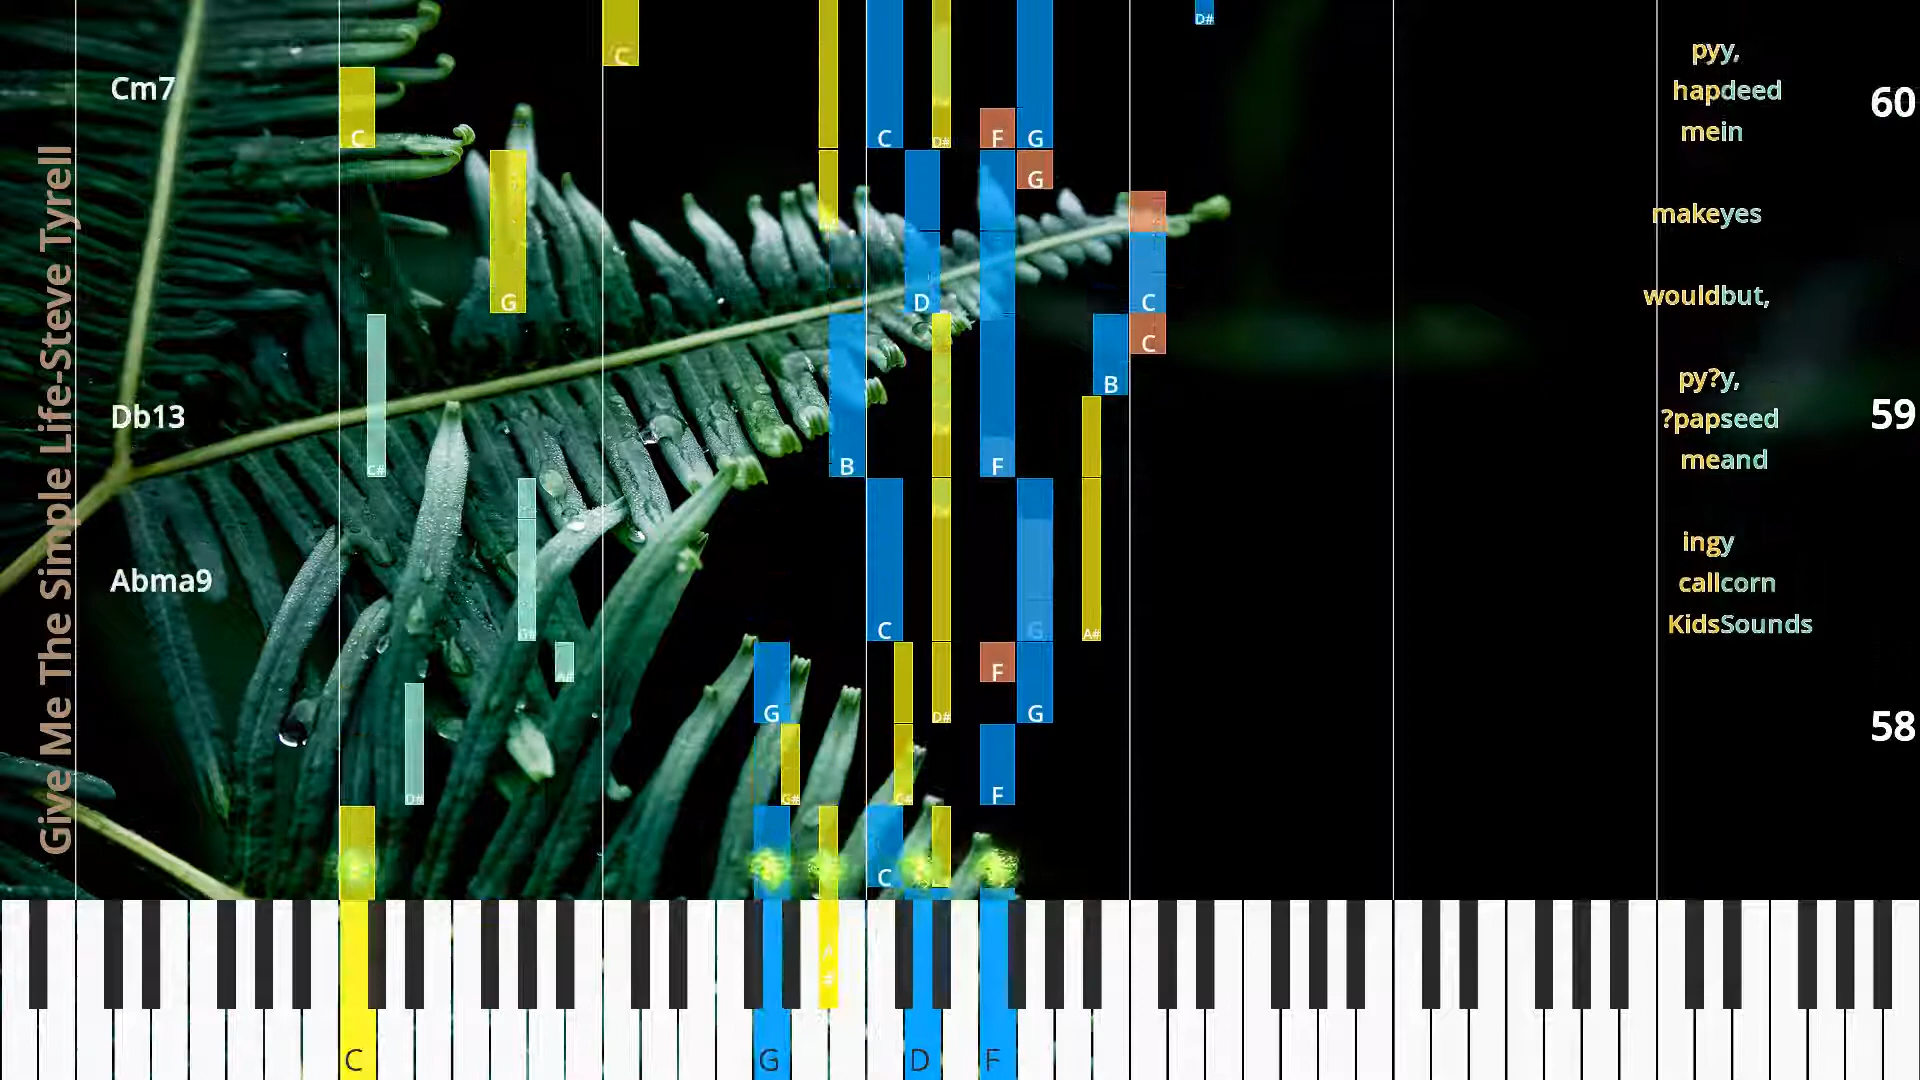 Give Me The Simple Life-Steve Tyrell
D#
C
pyy,
Cm7
hapdeed
60
C
C
D#
F
G
mein
G
makeyes
G
D
C
wouldbut,
C
B
py?y,
Db13
?papseed
59
C#
B
F
meand
ingy
Abma9
callcorn
G#
C
G
A#
KidsSounds
A#
F
G
D#
G
58
D#
G#
C#
F
C
A
#
C
G
D
F